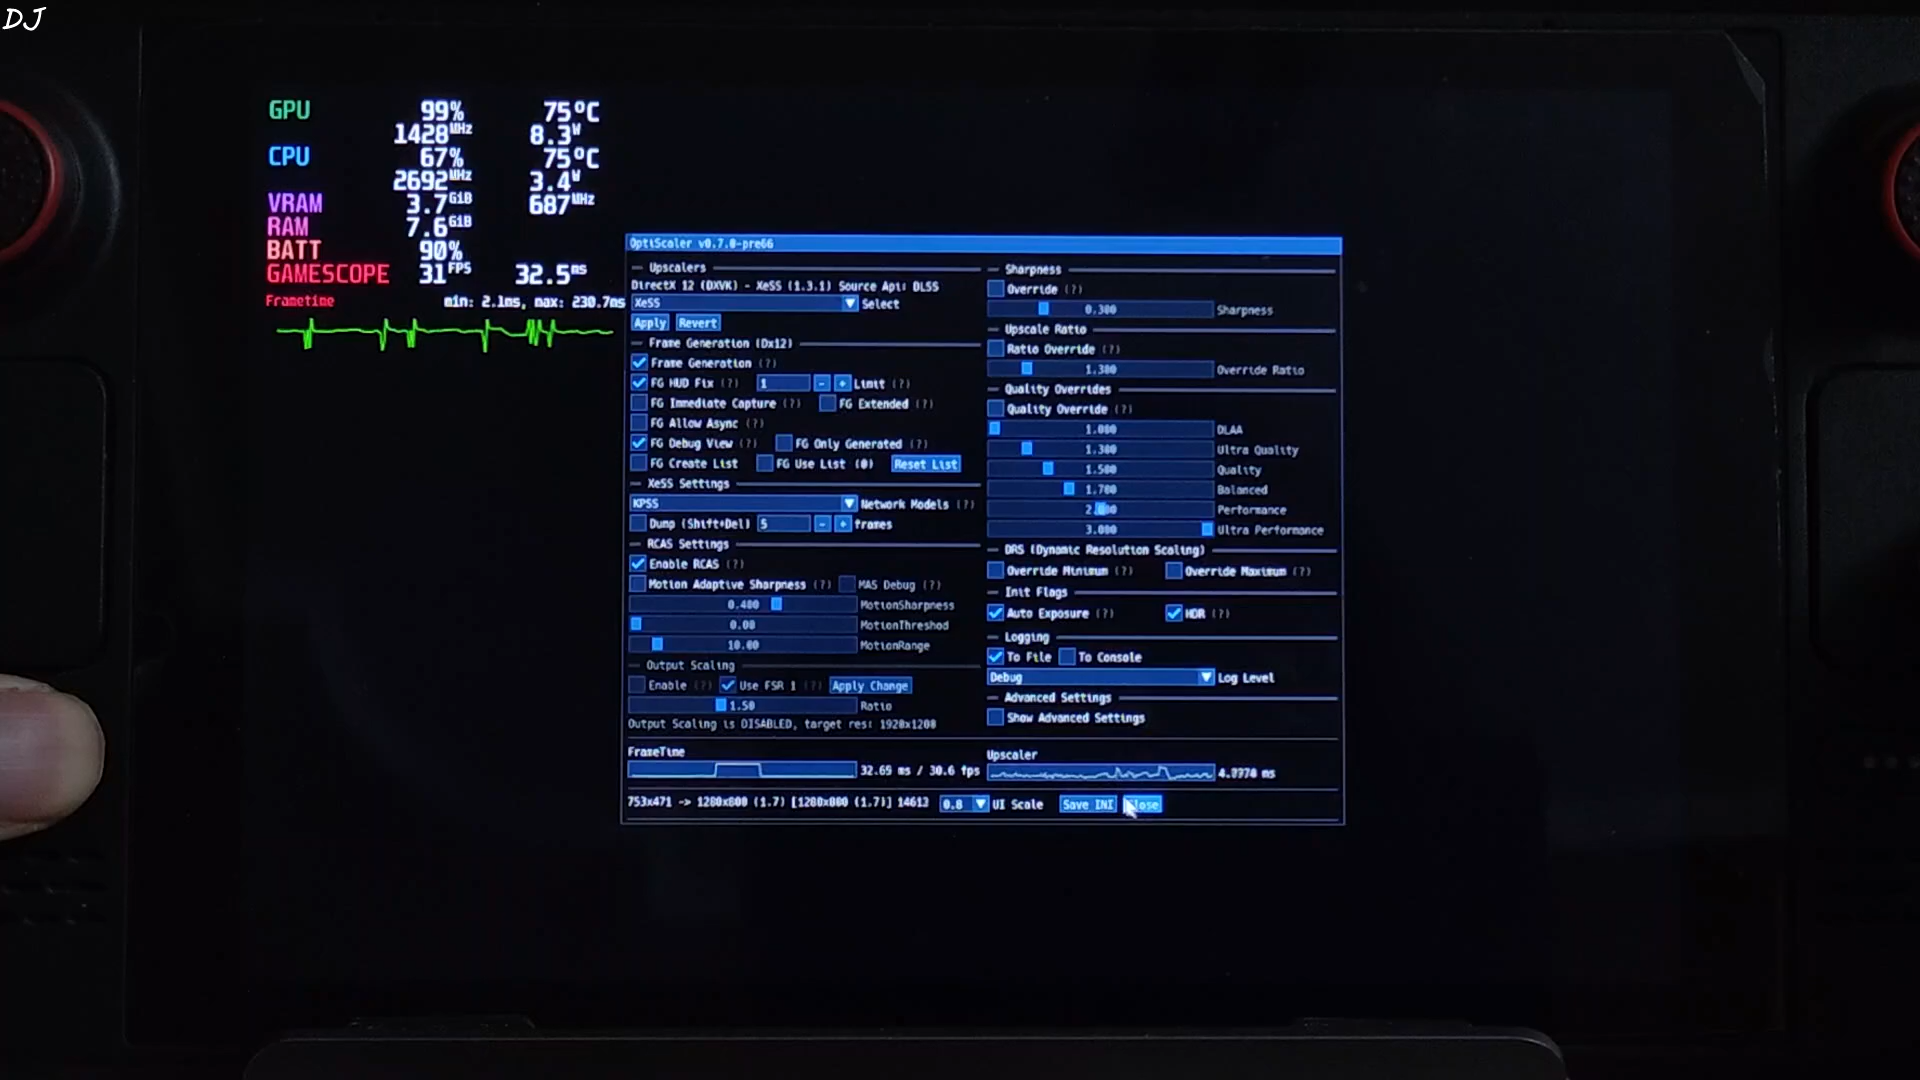 DJ
GPU 99% 75°C
1428MHz 8.3W
CPU 67% 75°C
2692MHz 3.4W
VRAM 3.7GiB 687MHz
RAM 7.6GiB
BATT 90%
GAMESCOPE 31FPS 32.5ms
Frametime min: 2.1ms, max: 230.7ms
OptiScaler v0.7.0-pre66
Upscalers
DirectX 12 (DXVK) - XeSS (1.3.1) Source Api: DLSS
XeSS Select
Apply Revert
Frame Generation (Dx12)
Frame Generation (?)
FG HUD Fix (?) 1 - + Limit (?)
FG Immediate Capture (?) FG Extended (?)
FG Allow Async (?)
FG Debug View (?) FG Only Generated (?)
FG Create List FG Use List (0) Reset List
XeSS Settings
KPSS Network Models (?)
Dump (Shift+Del) 5 - + frames
RCAS Settings
Enable RCAS (?)
Motion Adaptive Sharpness (?) MAS Debug (?)
0.400 MotionSharpness
0.00 MotionThreshod
10.00 MotionRange
Output Scaling
Enable (?) Use FSR 1 (?) Apply Change
1.50 Ratio
Output Scaling is DISABLED, target res: 1920x1200
Sharpness
Override (?)
0.300 Sharpness
Upscale Ratio
Ratio Override (?)
1.300 Override Ratio
Quality Overrides
Quality Override (?)
1.000 DLAA
1.300 Ultra Quality
1.500 Quality
1.700 Balanced
Performance
3.000 Ultra Performance
DRS (Dynamic Resolution Scaling)
Override Minimum (?) Override Maximum (?)
Init Flags
Auto Exposure (?) HDR (?)
Logging
To File To Console
Debug Log Level
Advanced Settings
Show Advanced Settings
FrameTime
32.65 ms / 30.6 fps
Upscaler
ms
753x471 -> 1280x800 (1.7) [1280x800 (1.7)] 14613 0.8 UI Scale Save INI Close